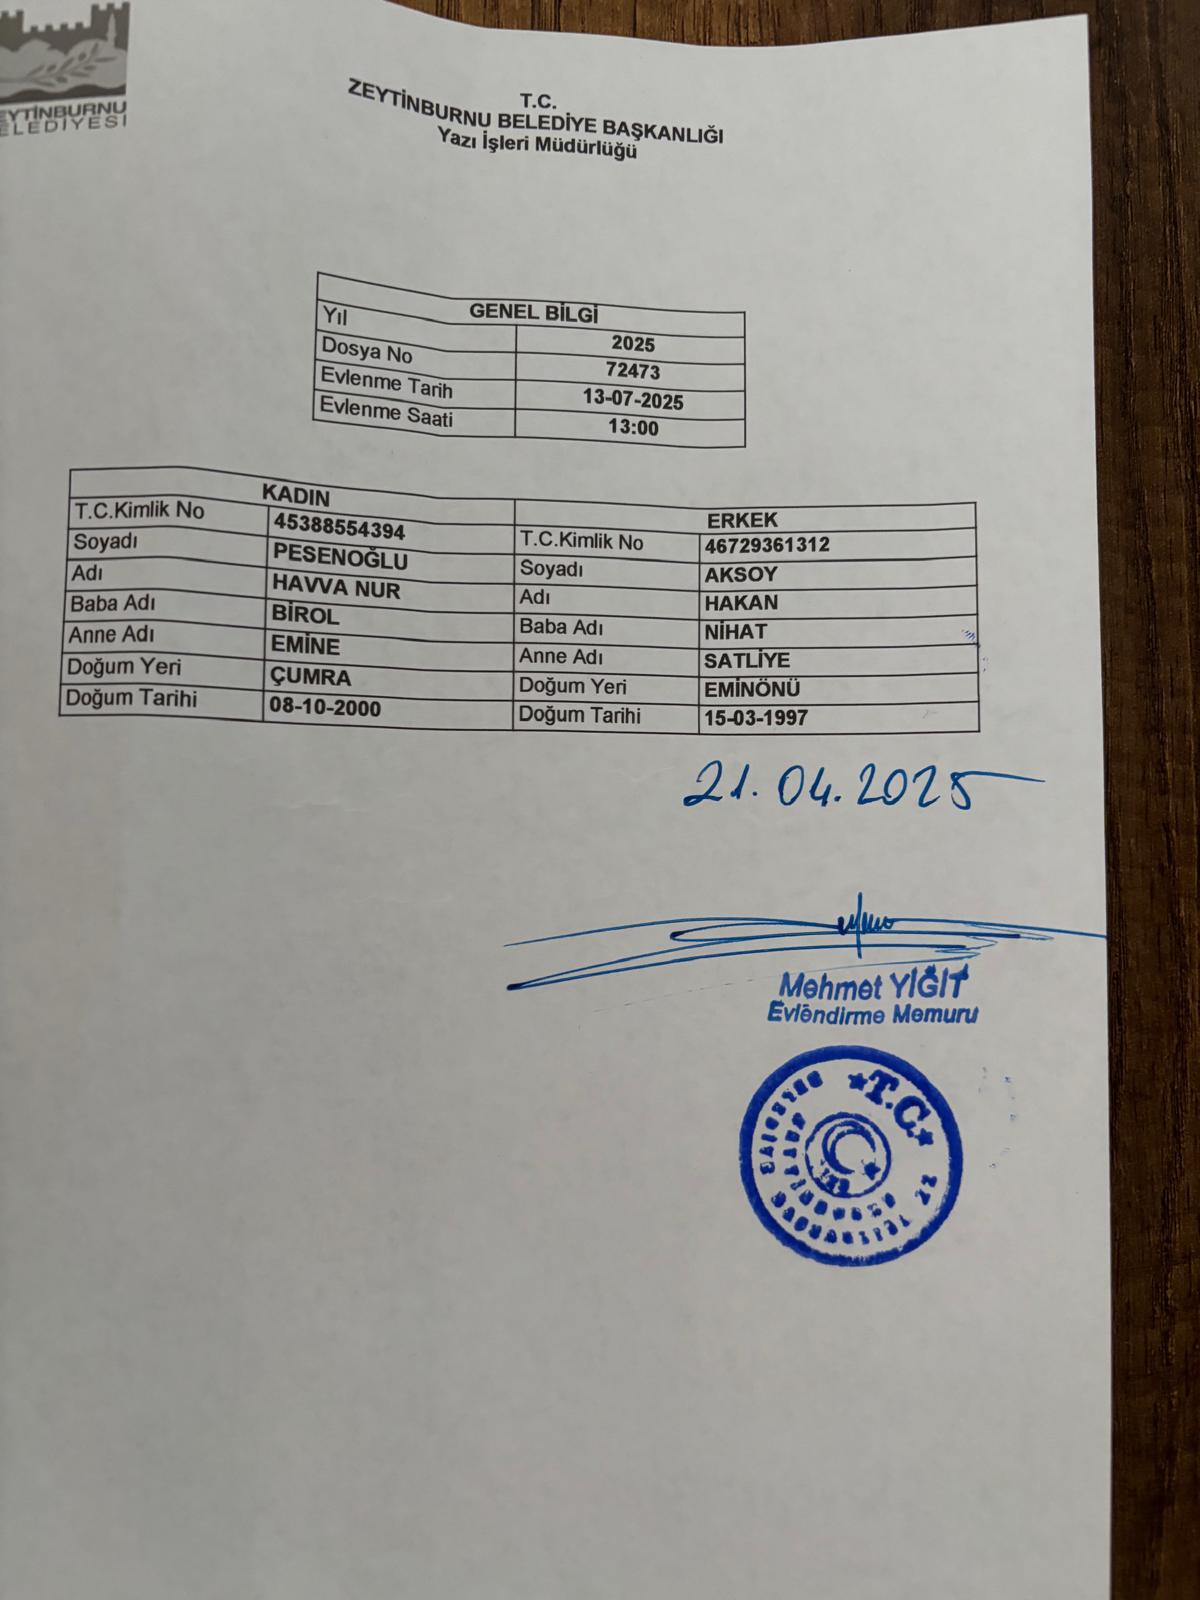 ZEYTİNBURNU
BELEDİYESİ
T.C.
ZEYTİNBURNU BELEDİYE BAŞKANLIĞI
Yazı İşleri Müdürlüğü
GENEL BİLGİ
Yıl 2025
Dosya No 72473
Evlenme Tarih 13-07-2025
Evlenme Saati 13:00
KADIN ERKEK
T.C.Kimlik No 45388554394 T.C.Kimlik No 46729361312
Soyadı PESENOĞLU Soyadı AKSOY
Adı HAVVA NUR Adı HAKAN
Baba Adı BİROL Baba Adı NİHAT
Anne Adı EMİNE Anne Adı SATLİYE
Doğum Yeri ÇUMRA Doğum Yeri EMİNÖNÜ
Doğum Tarihi 08-10-2000 Doğum Tarihi 15-03-1997
21.04.2025
Mehmet YİĞİT
Evlendirme Memuru
T.C.